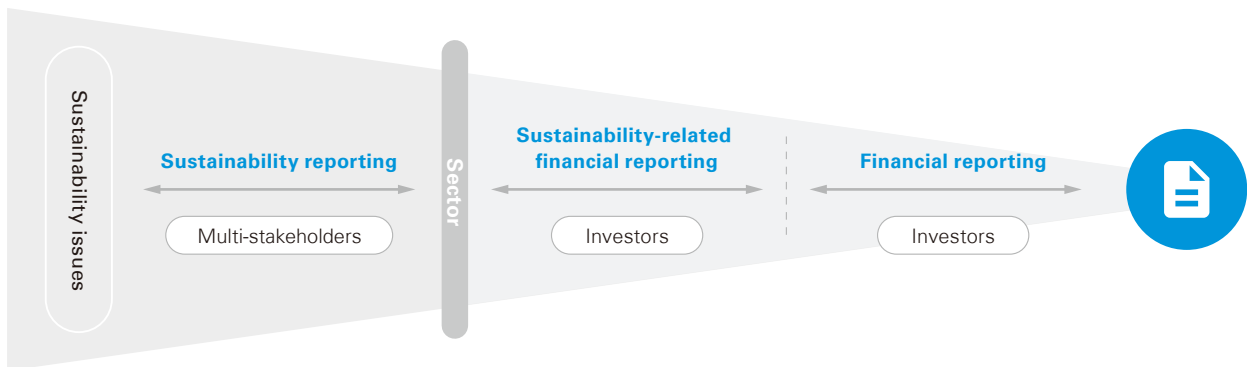 Sustainability issues
Sustainability reporting
Multi-stakeholders
Sector
Sustainability-related
financial reporting
Investors
Financial reporting
Investors